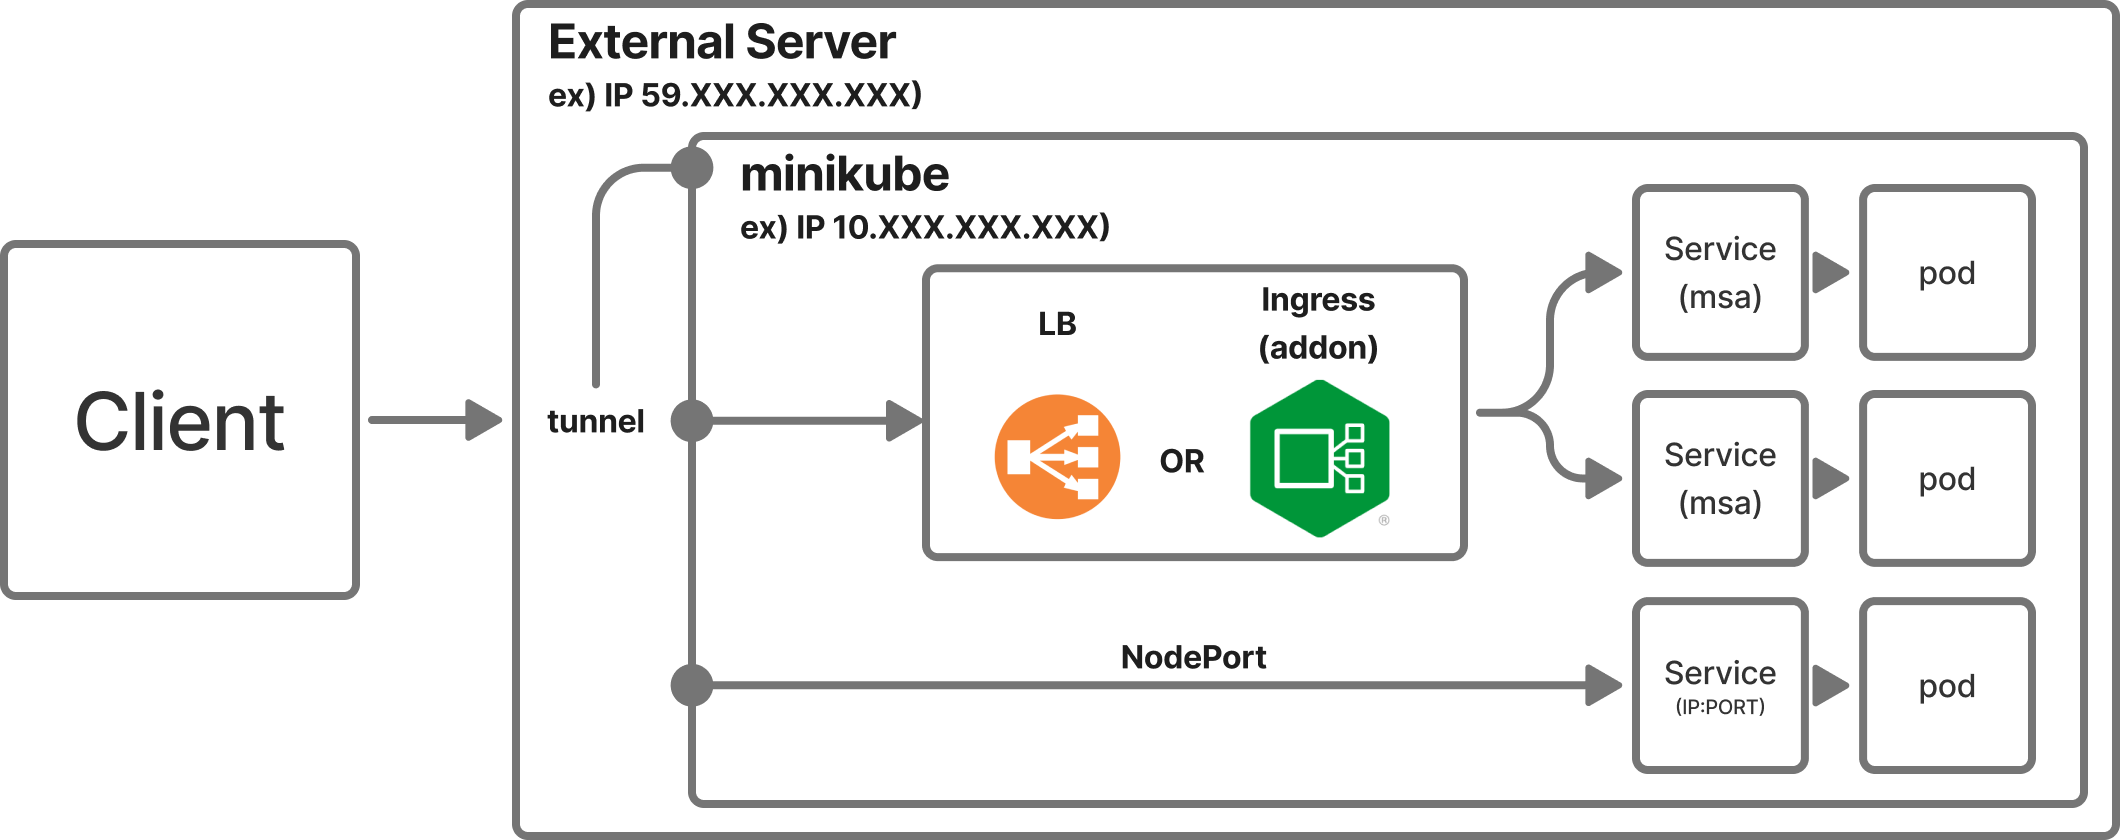 External Server
ex) IP 59.XXX.XXX.XXX)
minikube
ex) IP 10.XXX.XXX.XXX)
Client
tunnel
LB
OR
Ingress
(addon)
®
Service
(msa)
pod
Service
(msa)
pod
NodePort
Service
(IP:PORT)
pod